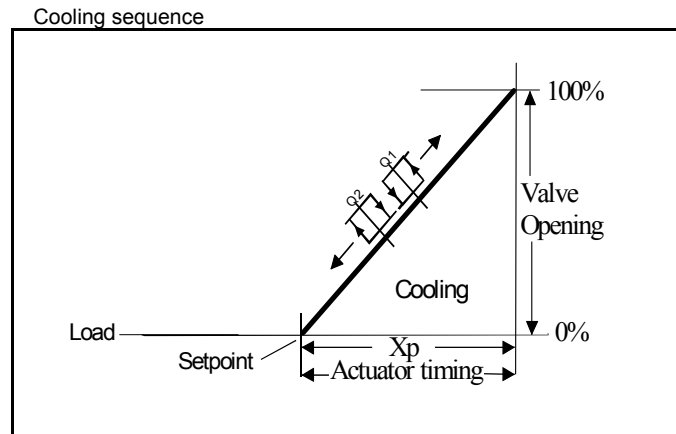 Cooling sequence
100%
Q1
Q2
Valve
Opening
Cooling
Load
0%
Setpoint
Xp
Actuator timing